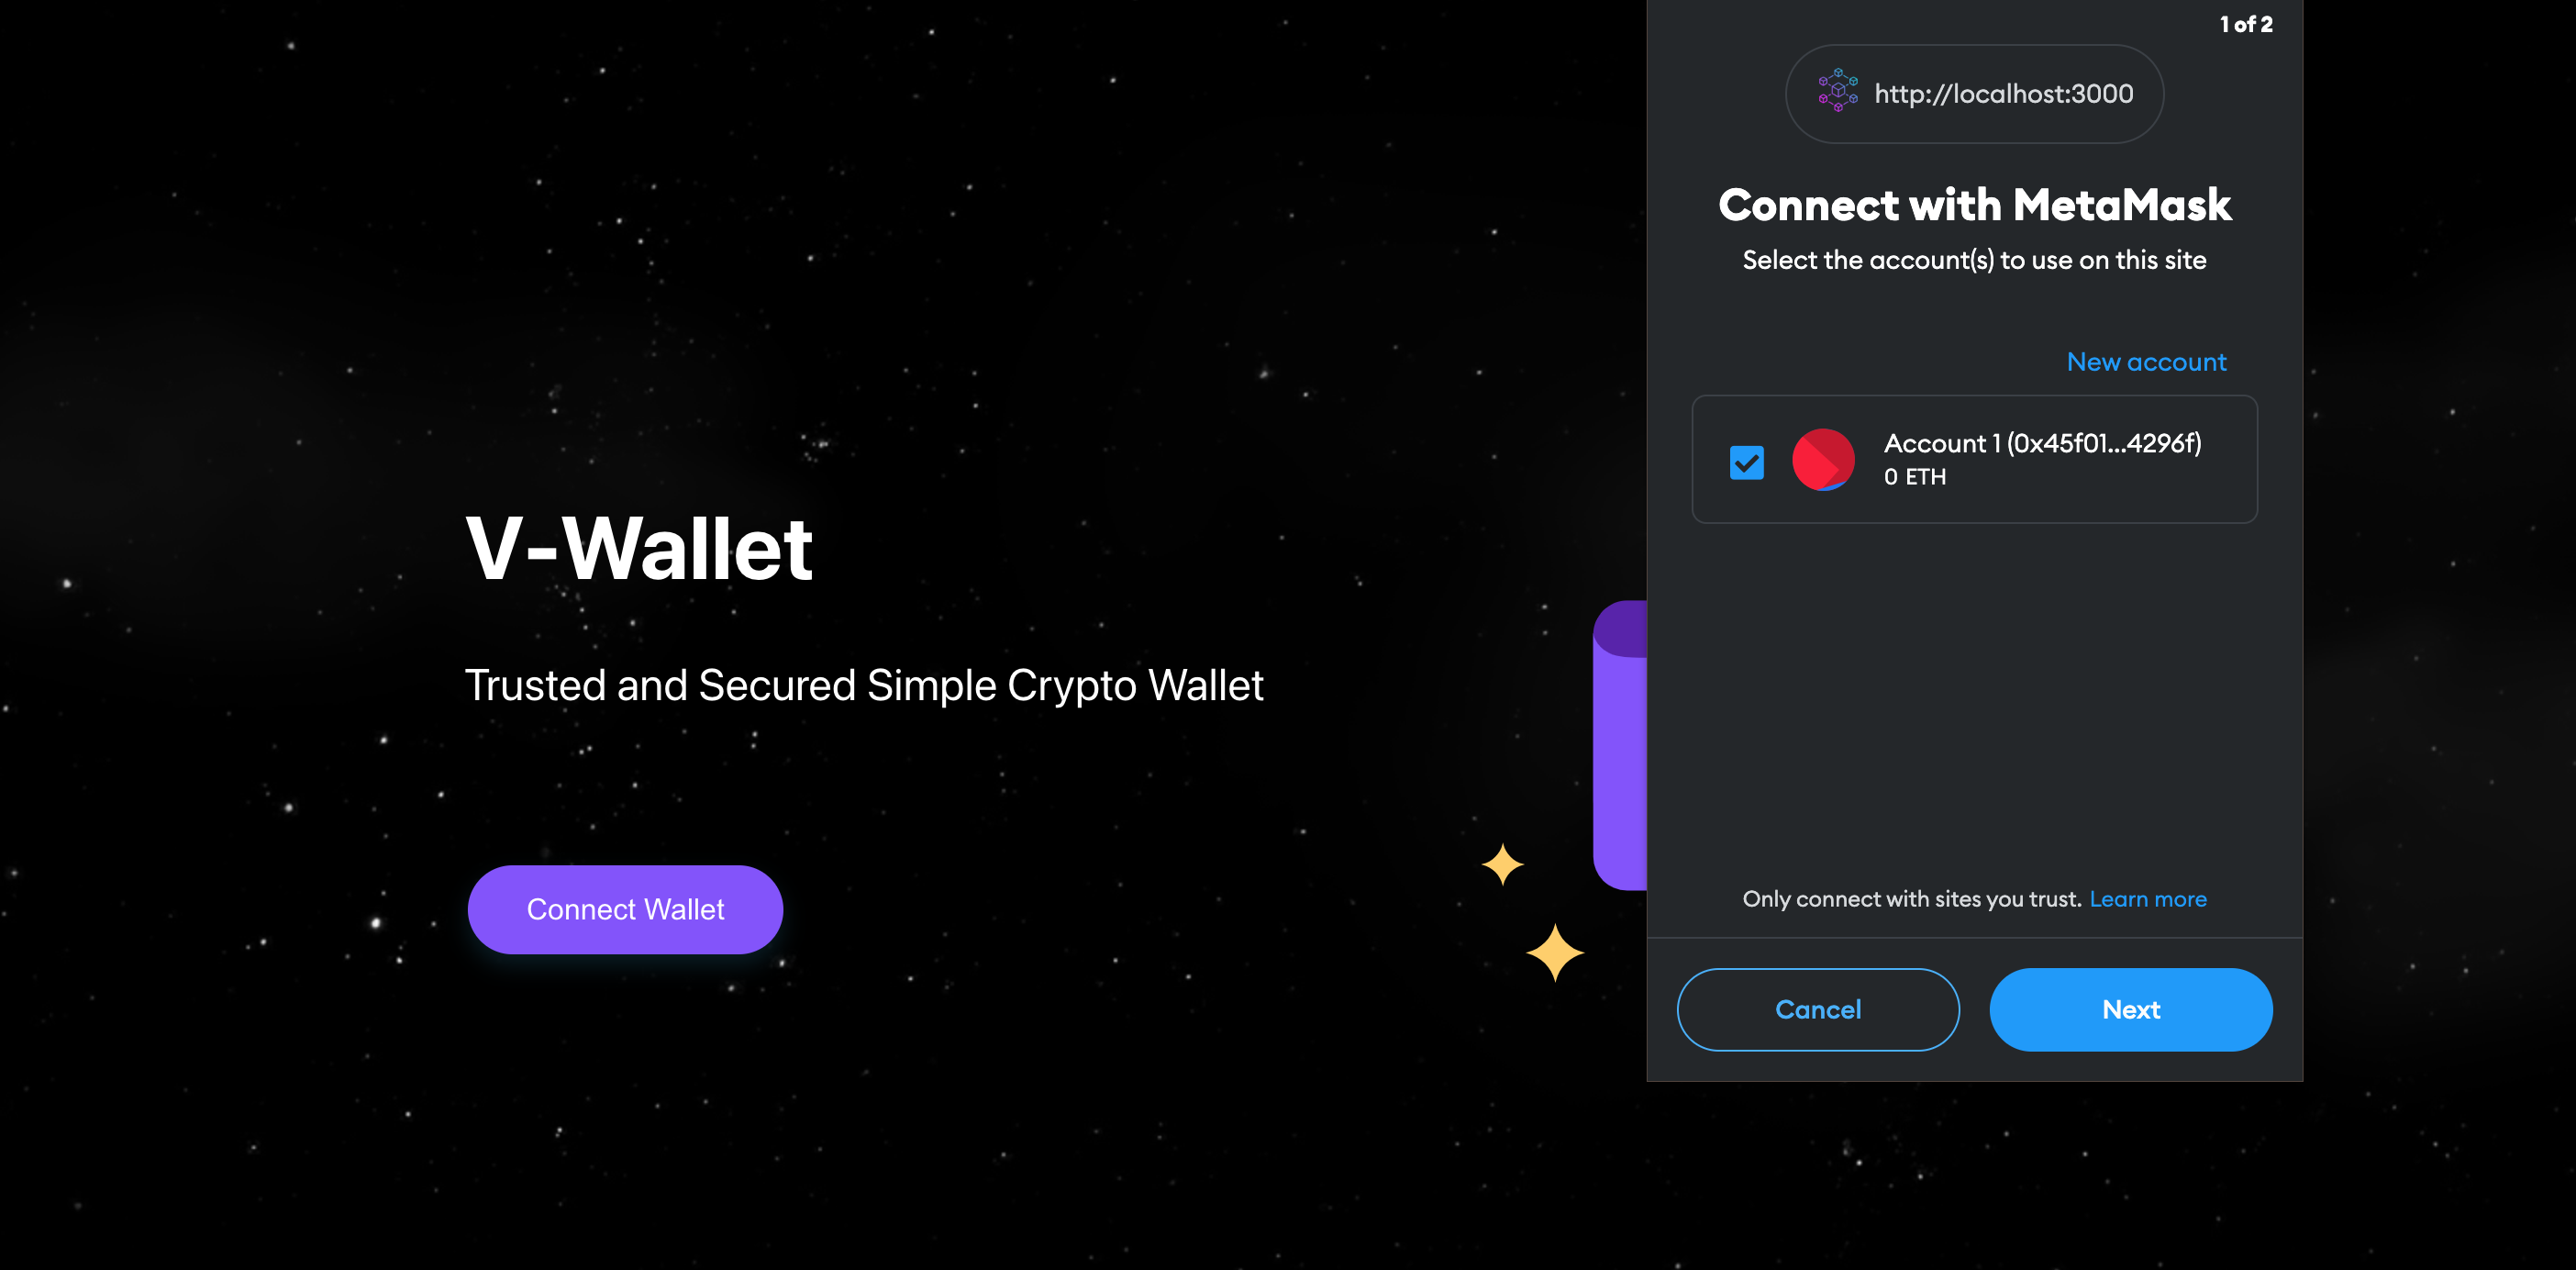 V-Wallet
Trusted and Secured Simple Crypto Wallet
Connect Wallet
1 of 2
http://localhost:3000
Connect with MetaMask
Select the account(s) to use on this site
New account
Account 1 (0x45f01...4296f)
0 ETH
Only connect with sites you trust. Learn more
Cancel
Next